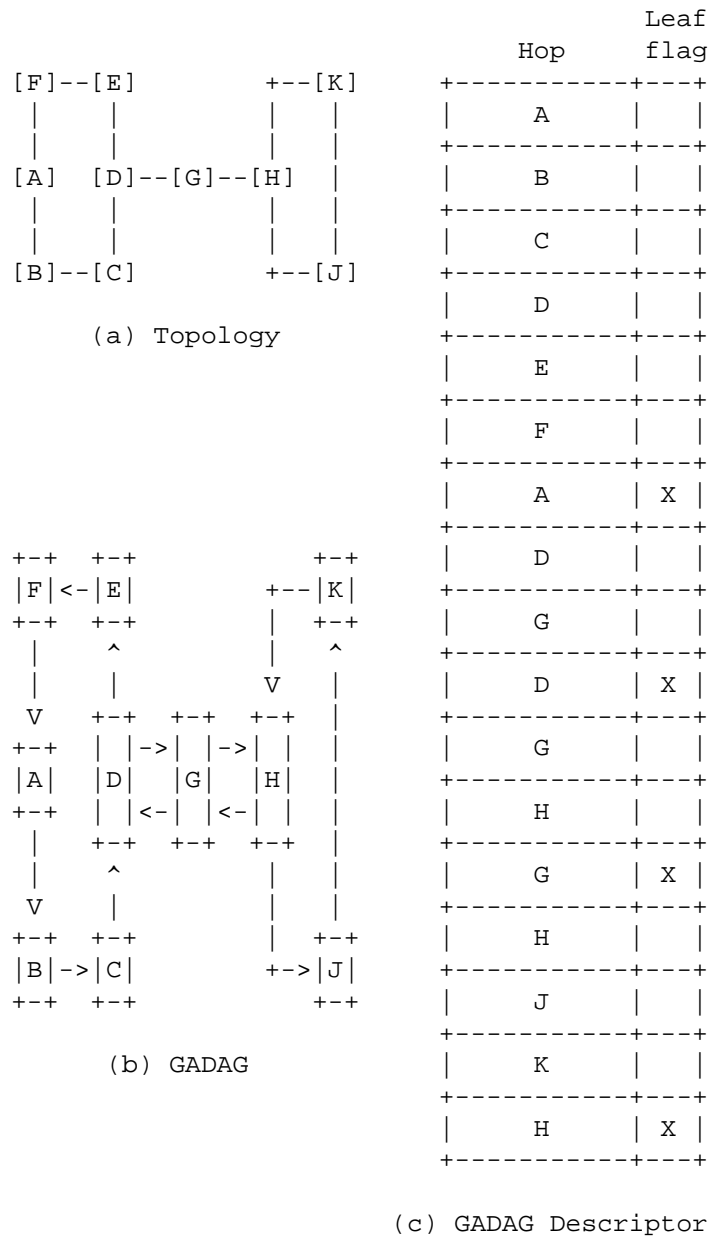 Leaf
                                      Hop    flag
[F]--[E]         +--[K]          +-----------+---+
 |    |          |   |           |     A     |   |
 |    |          |   |           +-----------+---+
[A]  [D]--[G]--[H]   |           |     B     |   |
 |    |          |   |           +-----------+---+
 |    |          |   |           |     C     |   |
[B]--[C]         +--[J]          +-----------+---+
                                 |     D     |   |
     (a) Topology                +-----------+---+
                                 |     E     |   |
                                 +-----------+---+
                                 |     F     |   |
                                 +-----------+---+
                                 |     A     | X |
                                 +-----------+---+
+-+  +-+           +-+           |     D     |   |
|F|<-|E|         +--|K|          +-----------+---+
+-+  +-+         |  +-+          |     G     |   |
 |    ^          |   ^           +-----------+---+
 |    |          V   |           |     D     | X |
 V   +-+  +-+  +-+   |           +-----------+---+
+-+  | |->| |->| |   |           |     G     |   |
|A|  |D|  |G|  |H|   |           +-----------+---+
+-+  | |<-| |<-| |   |           |     H     |   |
 |   +-+  +-+  +-+   |           +-----------+---+
 |    ^          |   |           |     G     | X |
 V    |          |   |           +-----------+---+
+-+  +-+         |  +-+          |     H     |   |
|B|->|C|         +->|J|          +-----------+---+
+-+  +-+            +-+          |     J     |   |
                                 +-----------+---+
      (b) GADAG                  |     K     |   |
                                 +-----------+---+
                                 |     H     | X |
                                 +-----------+---+
                              (c) GADAG Descriptor